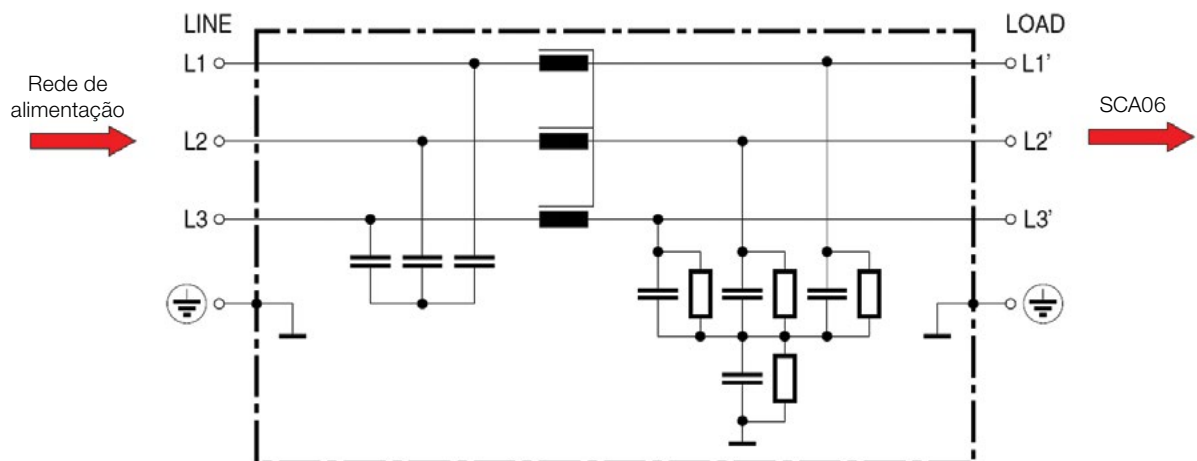 LINE
LOAD
L1
L1'
Rede de
alimentação
SCA06
L2
L2'
L3
L3'